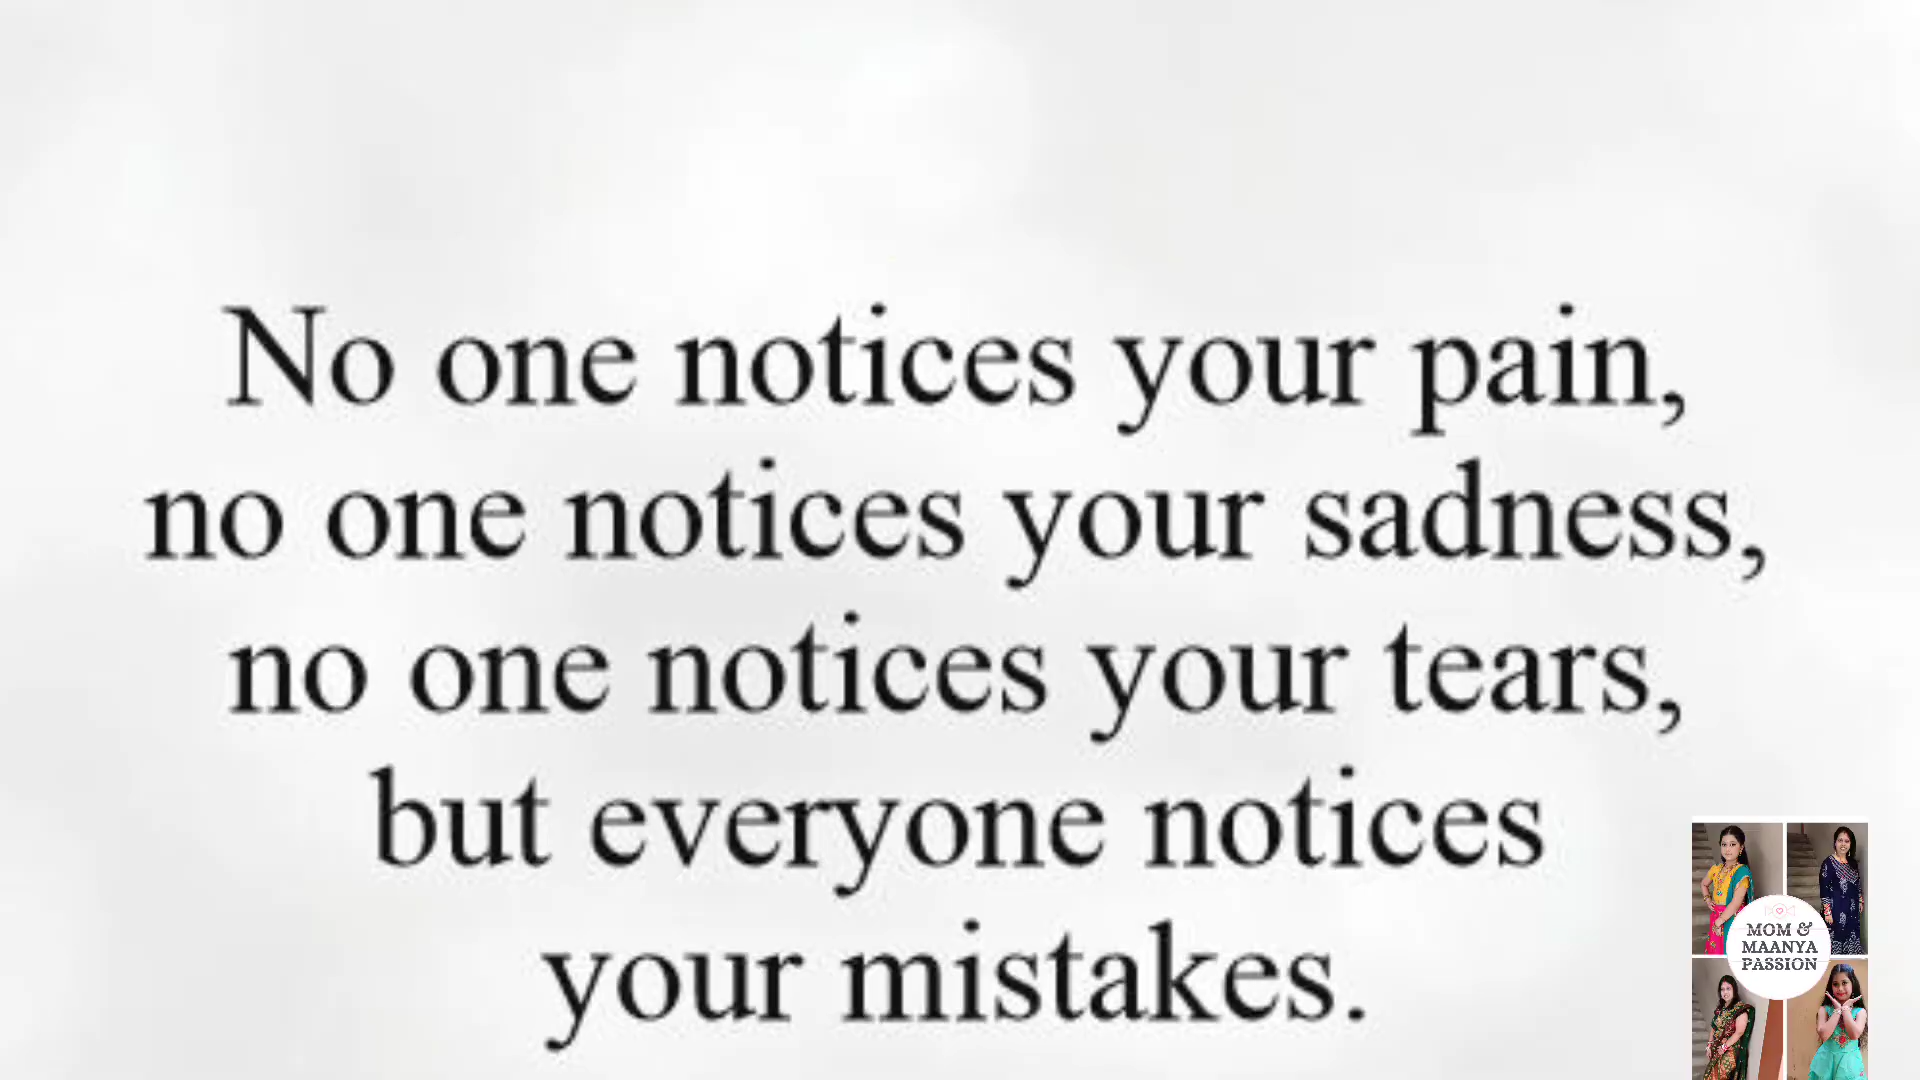 No one notices your pain,
no one notices your sadness,
no one notices your tears,
but everyone notices
your mistakes.
MOM &
MAANYA
PASSION